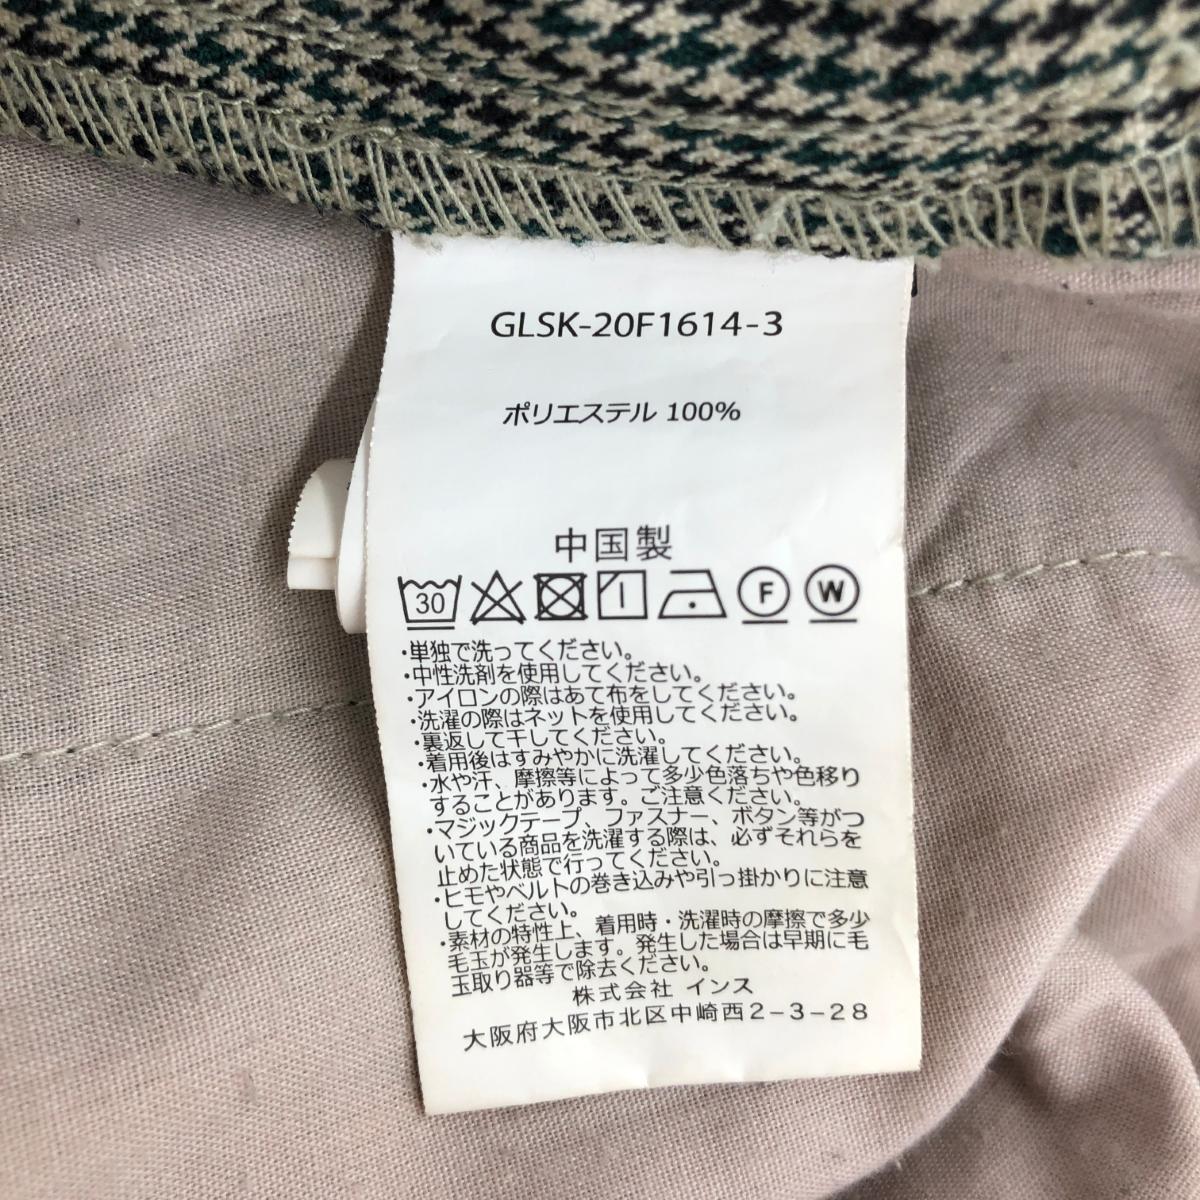 GLSK-20F1614-3
ポリエステル 100%
中国製
30 F W
・単独で洗ってください。
・中性洗剤を使用してください。
・アイロンの際はあて布をしてください。
・洗濯の際はネットを使用してください。
・裏返して干してください。
・着用後はすみやかに洗濯してください。
・水や汗、摩擦等によって多少色落ちや色移り
することがあります。ご注意ください。
・マジックテープ、ファスナー、ボタン等がつ
いている商品を洗濯する際は、必ずそれらを
止めた状態で行ってください。
・ヒモやベルトの巻き込みや引っ掛かりに注意
してください。
・素材の特性上、着用時・洗濯時の摩擦で多少
毛玉が発生します。発生した場合は早期に毛
玉取り器等で除去ください。
株式会社 インス
大阪府大阪市北区中崎西2-3-28